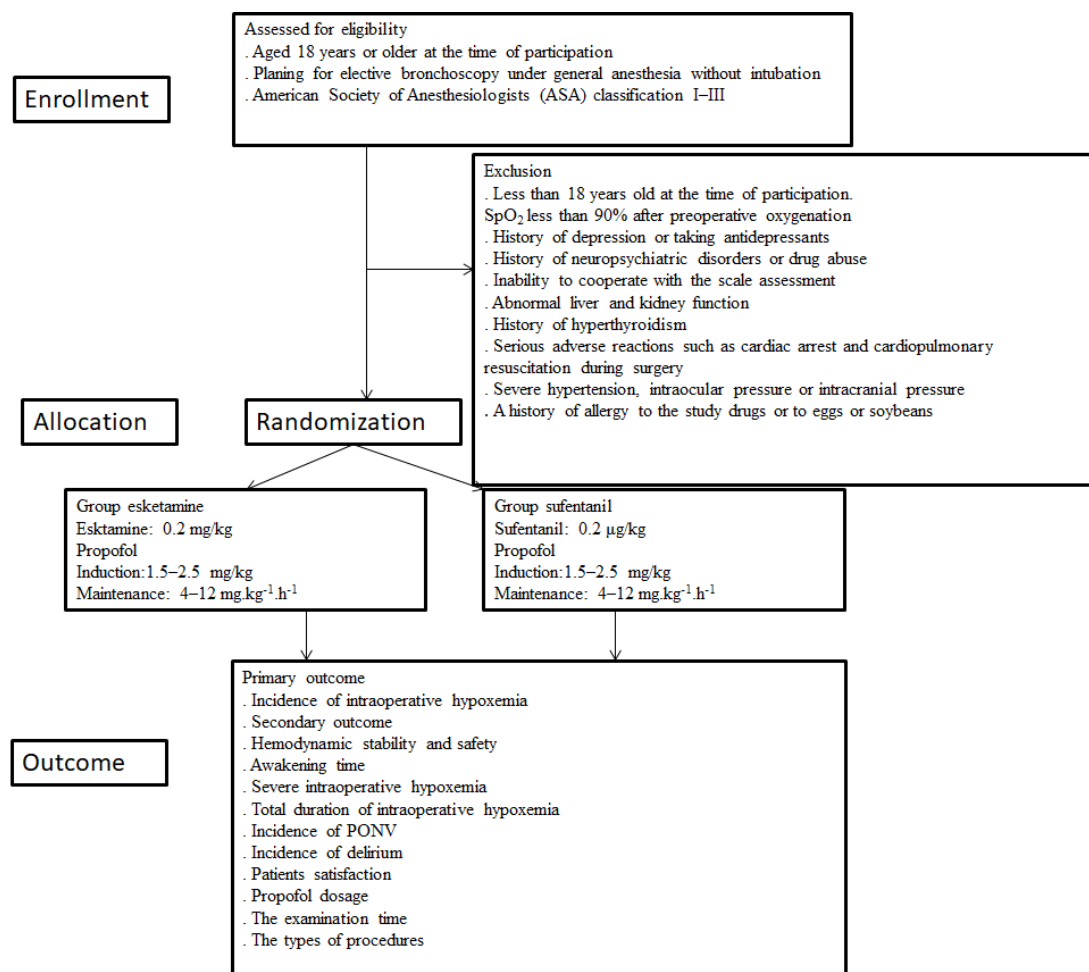 Assessed for eligibility
. Aged 18 years or older at the time of participation
. Planing for elective bronchoscopy under general anesthesia without intubation
. American Society of Anesthesiologists (ASA) classification I–III
Enrollment
Exclusion
. Less than 18 years old at the time of participation.
SpO₂ less than 90% after preoperative oxygenation
. History of depression or taking antidepressants
. History of neuropsychiatric disorders or drug abuse
. Inability to cooperate with the scale assessment
. Abnormal liver and kidney function
. History of hyperthyroidism
. Serious adverse reactions such as cardiac arrest and cardiopulmonary
resuscitation during surgery
. Severe hypertension, intraocular pressure or intracranial pressure
. A history of allergy to the study drugs or to eggs or soybeans
Allocation
Randomization
Group esketamine
Esktamine: 0.2 mg/kg
Propofol
Induction:1.5–2.5 mg/kg
Maintenance: 4–12 mg.kg⁻¹.h⁻¹
Group sufentanil
Sufentanil: 0.2 µg/kg
Propofol
Induction:1.5–2.5 mg/kg
Maintenance: 4–12 mg.kg⁻¹.h⁻¹
Outcome
Primary outcome
. Incidence of intraoperative hypoxemia
. Secondary outcome
. Hemodynamic stability and safety
. Awakening time
. Severe intraoperative hypoxemia
. Total duration of intraoperative hypoxemia
. Incidence of PONV
. Incidence of delirium
. Patients satisfaction
. Propofol dosage
. The examination time
. The types of procedures